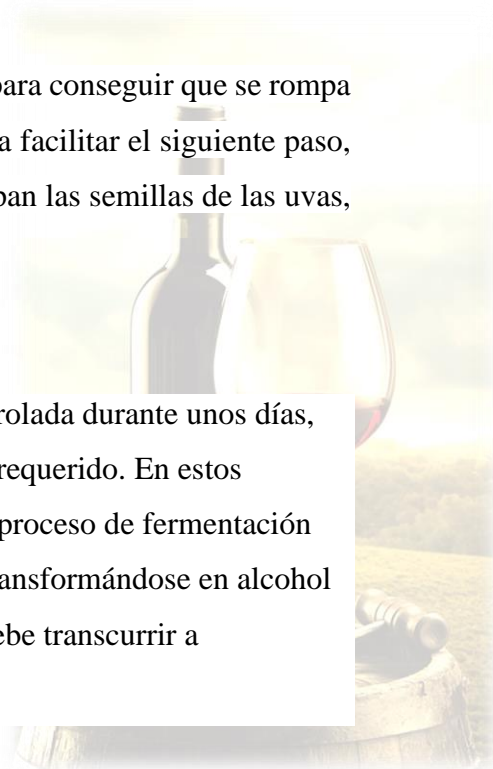 para conseguir que se rompa
a facilitar el siguiente paso,
pan las semillas de las uvas,
rolada durante unos días,
requerido. En estos
proceso de fermentación
ansformándose en alcohol
ebe transcurrir a